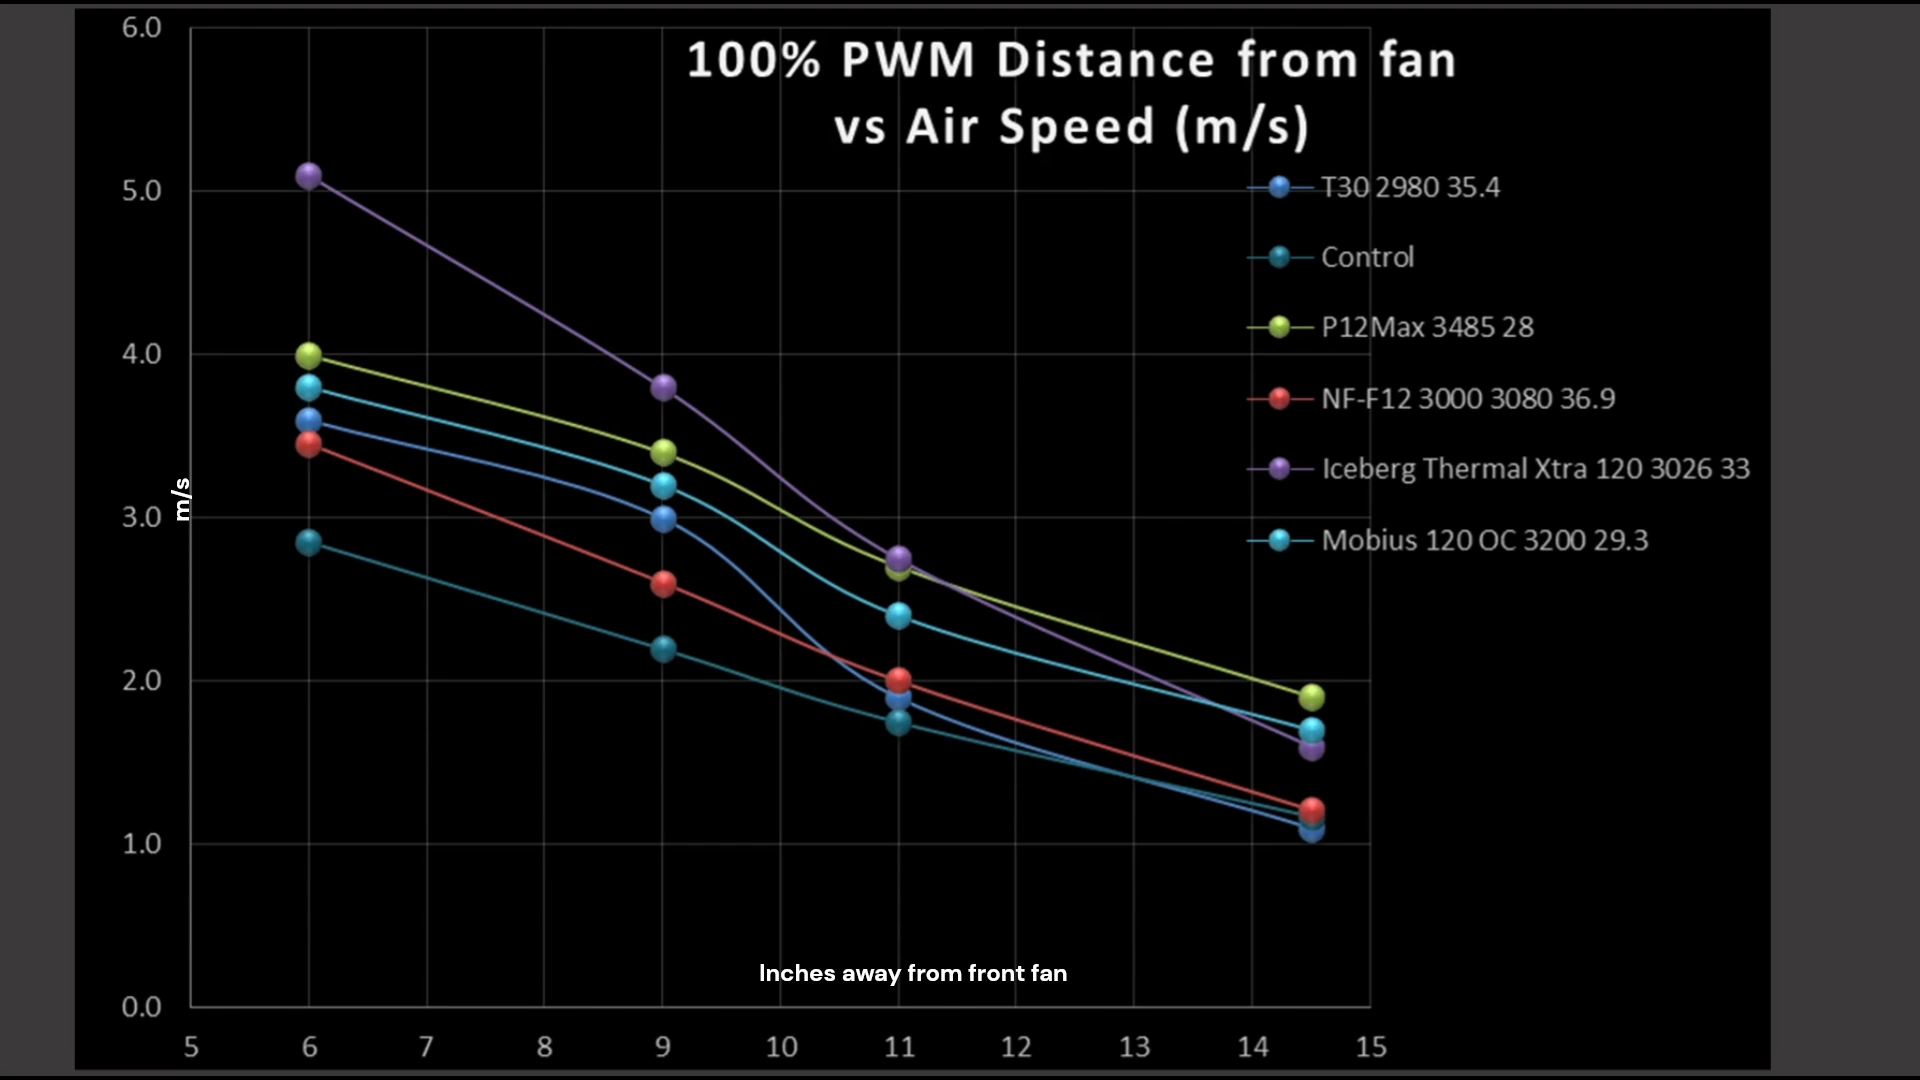 100% PWM Distance from fan
vs Air Speed (m/s)
6.0
5.0
4.0
3.0
2.0
1.0
0.0
m/s
T30 2980 35.4
Control
P12Max 3485 28
NF-F12 3000 3080 36.9
Iceberg Thermal Xtra 120 3026 33
Mobius 120 OC 3200 29.3
Inches away from front fan
5 6 7 8 9 10 11 12 13 14 15